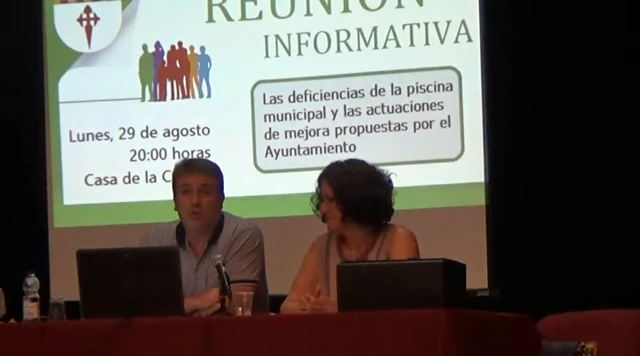 REUNIÓN
INFORMATIVA
Las deficiencias de la piscina
municipal y las actuaciones
de mejora propuestas por el
Ayuntamiento
Lunes, 29 de agosto
20:00 horas
Casa de la C